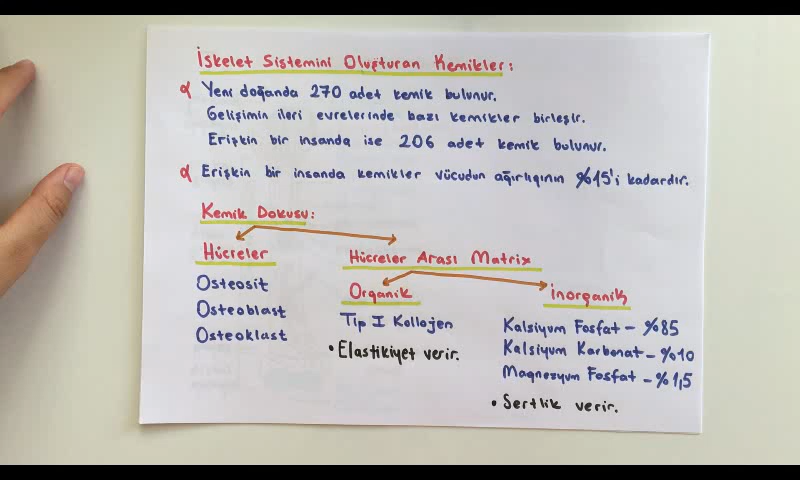 İskelet Sistemini Oluşturan Kemikler:
α Yeni doğanda 270 adet kemik bulunur.
Gelişimin ileri evrelerinde bazı kemikler birleşir.
Erişkin bir insanda ise 206 adet kemik bulunur.
α Erişkin bir insanda kemikler vücudun ağırlığının %15'i kadardır.
Kemik Dokusu:
Hücreler
Osteosit
Osteoblast
Osteoklast
Hücreler Arası Matrix
Organik
Tip I Kollojen
• Elastikiyet verir.
İnorganik
Kalsiyum Fosfat - %85
Kalsiyum Karbonat - %10
Magnezyum Fosfat - %1,5
• Sertlik verir.